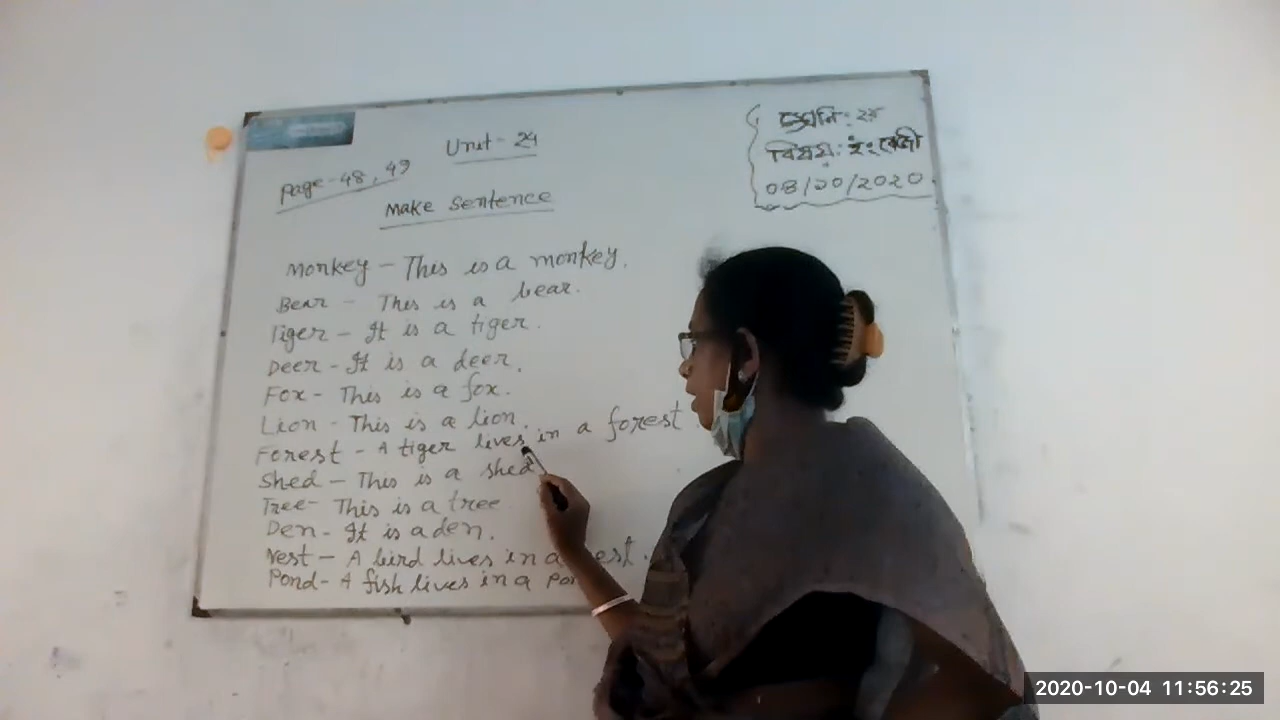 Unit - 24
Page - 48, 49
Make Sentence
শ্রেণি: ২য়
বিষয়: ইংরেজী
Monkey - This is a monkey.
Bear - This is a bear.
Tiger - It is a tiger.
Deer - It is a deer.
Fox - This is a fox.
Lion - This is a lion.
Forest - A tiger lives in a forest
Shed - This is a shed
Tree - This is a tree
Den - It is a den.
Nest - A bird lives in a nest.
Pond - A fish lives in a
2020-10-04 11:56:25